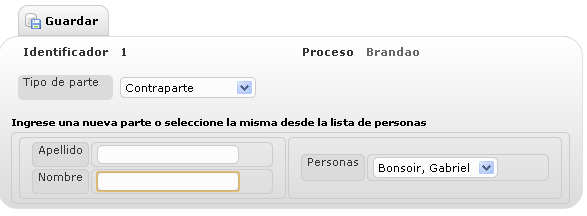 Guardar
Identificador 1 Proceso Brandao
Tipo de parte Contraparte
Ingrese una nueva parte o seleccione la misma desde la lista de personas
Apellido
Nombre
Personas Bonsoir, Gabriel